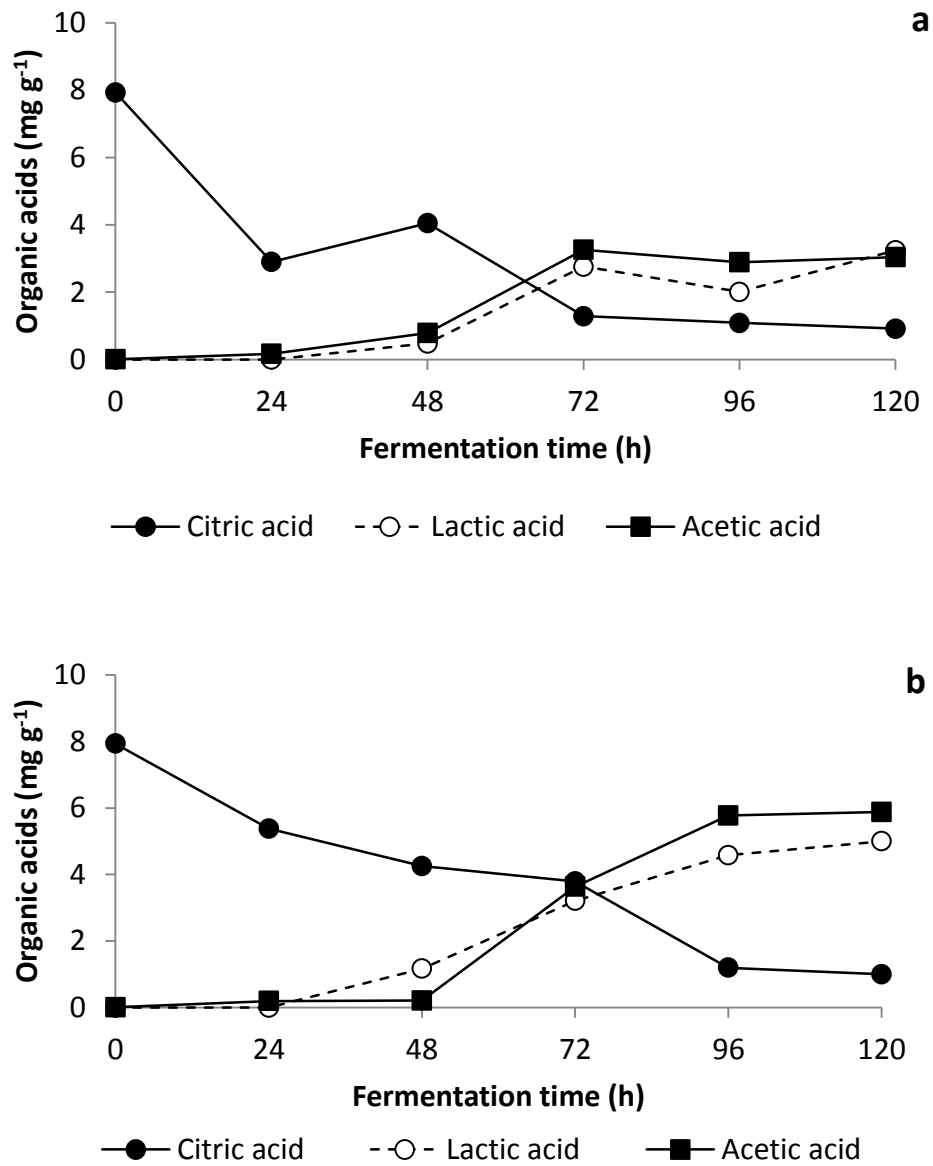 a
10
8
6
4
2
0
Organic acids (mg g⁻¹)
0 24 48 72 96 120
Fermentation time (h)
Citric acid Lactic acid Acetic acid
b
10
8
6
4
2
0
Organic acids (mg g⁻¹)
0 24 48 72 96 120
Fermentation time (h)
Citric acid Lactic acid Acetic acid